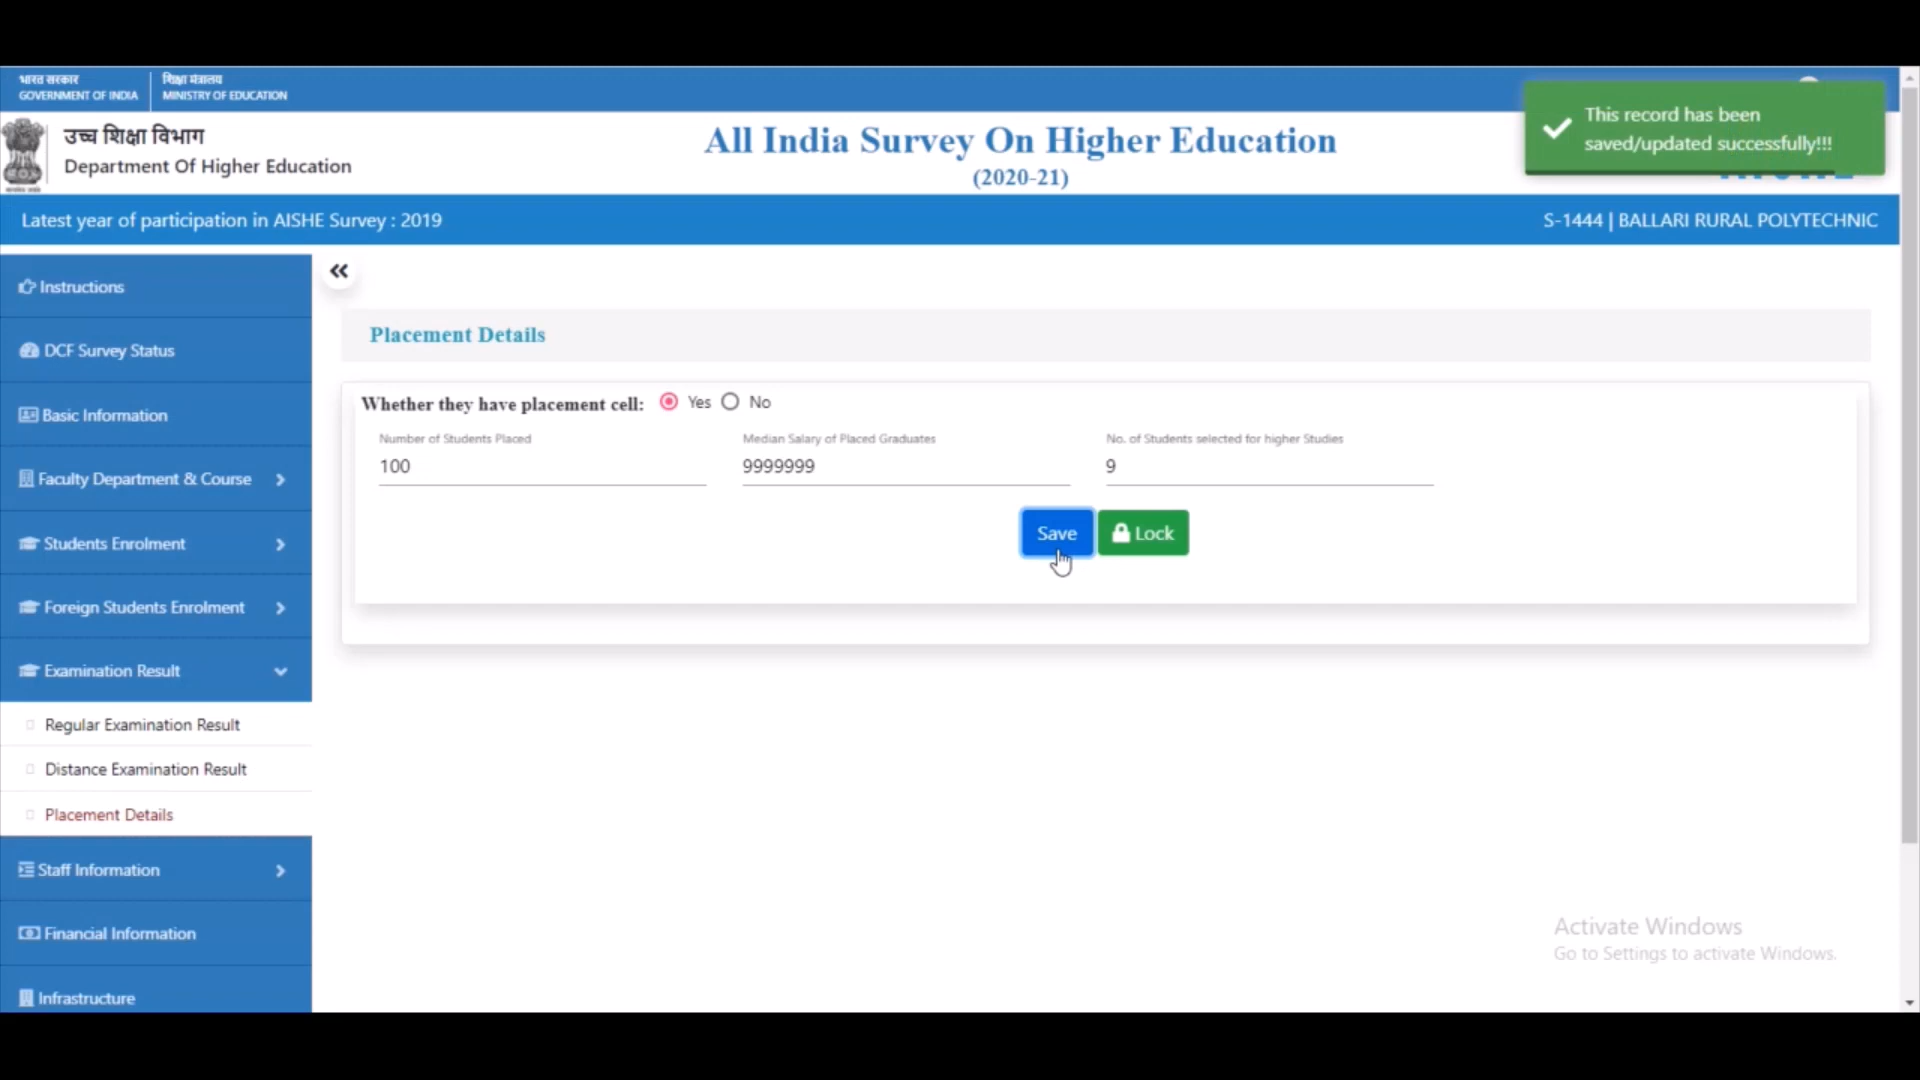 भारत सरकार
GOVERNMENT OF INDIA
शिक्षा मंत्रालय
MINISTRY OF EDUCATION
उच्च शिक्षा विभाग
Department Of Higher Education
All India Survey On Higher Education
(2020-21)
This record has been
saved/updated successfully!!!
Latest year of participation in AISHE Survey : 2019
S-1444 | BALLARI RURAL POLYTECHNIC
Instructions
DCF Survey Status
Basic Information
Faculty Department & Course
Students Enrolment
Foreign Students Enrolment
Examination Result
Regular Examination Result
Distance Examination Result
Placement Details
Staff Information
Financial Information
Infrastructure
Placement Details
Whether they have placement cell: Yes No
Number of Students Placed
100
Median Salary of Placed Graduates
9999999
No. of Students selected for higher Studies
9
Save
Lock
Activate Windows
Go to Settings to activate Windows.